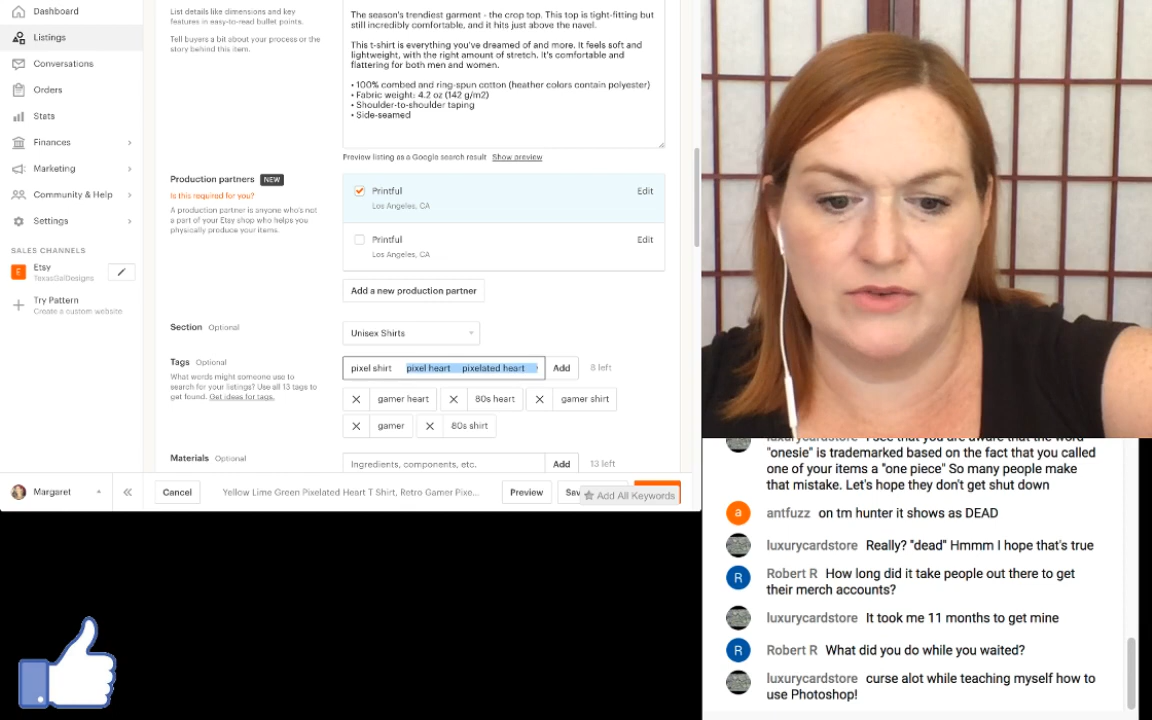 Dashboard
Listings
Conversations
Orders
Stats
Finances
Marketing
Community & Help
Settings
SALES CHANNELS
E
Etsy
TexasGalDesigns
Try Pattern
Create a custom website
Margaret
List details like dimensions and key
features in easy-to-read bullet points.
Tell buyers a bit about your process or the
story behind this item.
The season's trendiest garment - the crop top. This top is tight-fitting but
still incredibly comfortable, and it hits just above the navel.
This t-shirt is everything you've dreamed of and more. It feels soft and
lightweight, with the right amount of stretch. It's comfortable and
flattering for both men and women.
• 100% combed and ring-spun cotton (heather colors contain polyester)
• Fabric weight: 4.2 oz (142 g/m2)
• Shoulder-to-shoulder taping
• Side-seamed
Preview listing as a Google search result Show preview
Production partners NEW
Is this required for you?
A production partner is anyone who's not
a part of your Etsy shop who helps you
physically produce your items.
Printful
Los Angeles, CA
Edit
Printful
Los Angeles, CA
Edit
Add a new production partner
Section Optional
Unisex Shirts
Tags Optional
What words might someone use to
search for your listings? Use all 13 tags to
get found. Get ideas for tags.
pixel shirt pixel heart pixelated heart
Add
8 left
gamer heart
80s heart
gamer shirt
gamer
80s shirt
Materials Optional
Ingredients, components, etc.
Add
13 left
Cancel
Yellow Lime Green Pixelated Heart T Shirt, Retro Gamer Pixe...
Preview
Add All Keywords
luxurycardstore I see that you are aware that the word
"onesie" is trademarked based on the fact that you called
one of your items a "one piece" So many people make
that mistake. Let's hope they don't get shut down
a
antfuzz on tm hunter it shows as DEAD
luxurycardstore Really? "dead" Hmmm I hope that's true
R
Robert R How long did it take people out there to get
their merch accounts?
luxurycardstore It took me 11 months to get mine
R
Robert R What did you do while you waited?
luxurycardstore curse alot while teaching myself how to
use Photoshop!